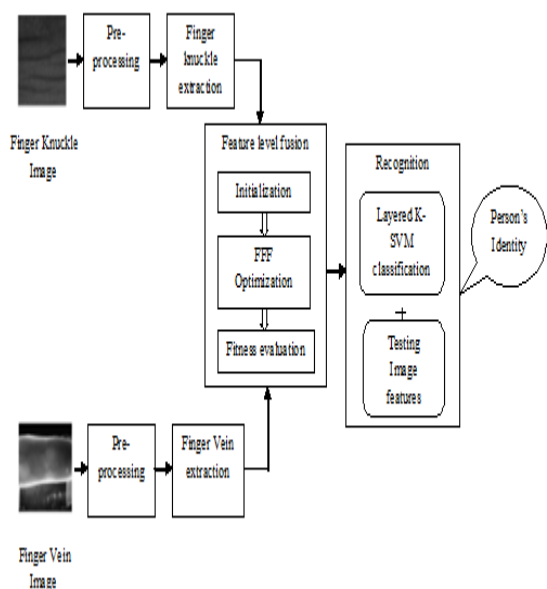 Pre-
processing
Finger
knuckle
extraction
Finger Knuckle
Image
Feature level fusion
Initialization
FFF
Optimization
Fitness evaluation
Recognition
Layered K-
SVM
classification
+
Testing
Image
features
Person's
Identity
Pre-
processing
Finger Vein
extraction
Finger Vein
Image